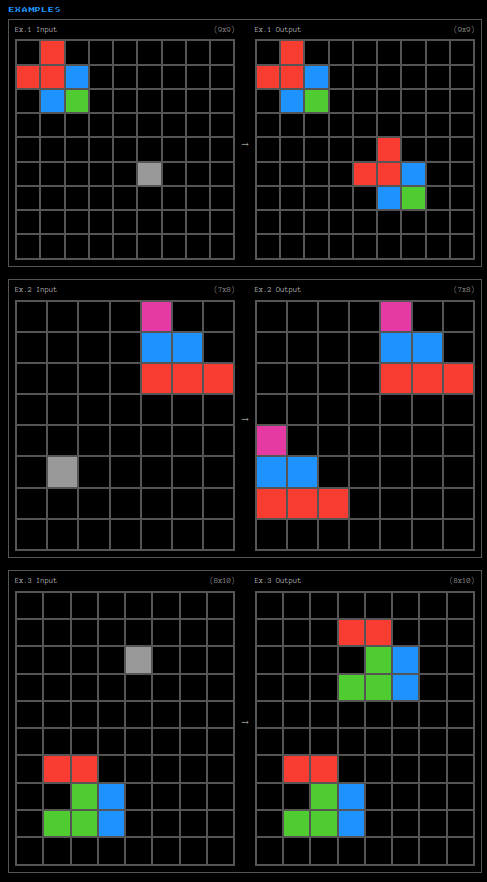 EXAMPLES
Ex.1 Input (9x9)
Ex.1 Output (9x9)
→
Ex.2 Input (7x8)
Ex.2 Output (7x8)
→
Ex.3 Input (8x10)
Ex.3 Output (8x10)
→